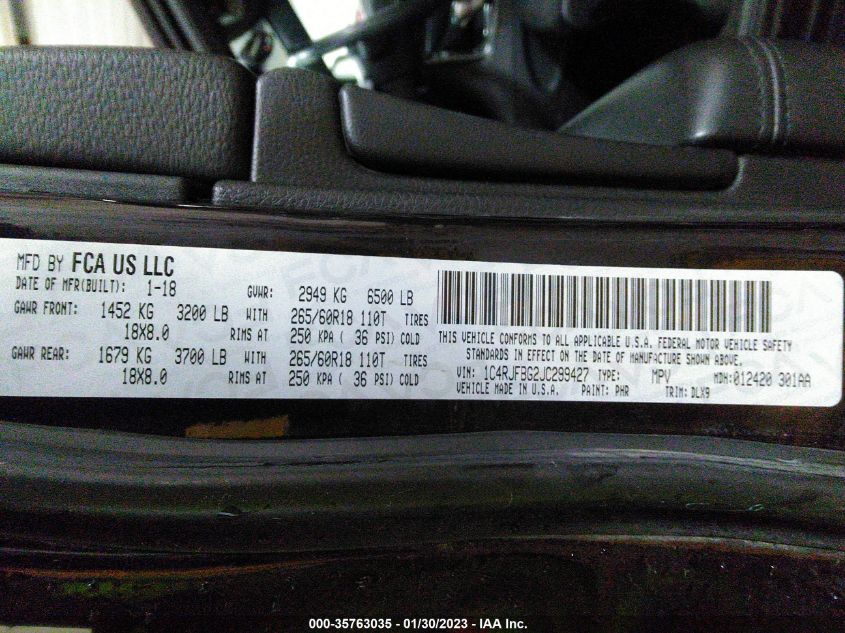 MFD BY FCA US LLC
DATE OF MFR(BUILT): 1-18 GVWR: 2949 KG 6500 LB
GAWR FRONT: 1452 KG 3200 LB WITH 265/60R18 110T TIRES
18X8.0 RIMS AT 250 KPA ( 36 PSI) COLD
GAWR REAR: 1679 KG 3700 LB WITH 265/60R18 110T TIRES
18X8.0 RIMS AT 250 KPA ( 36 PSI) COLD
THIS VEHICLE CONFORMS TO ALL APPLICABLE U.S.A. FEDERAL MOTOR VEHICLE SAFETY
STANDARDS IN EFFECT ON THE DATE OF MANUFACTURE SHOWN ABOVE.
VIN: 1C4RJFBG2JC299427 TYPE: MPV MDH:012420 301AA
VEHICLE MADE IN U.S.A. PAINT: PHR TRIM: DLX9
000-35763035 - 01/30/2023 - IAA Inc.